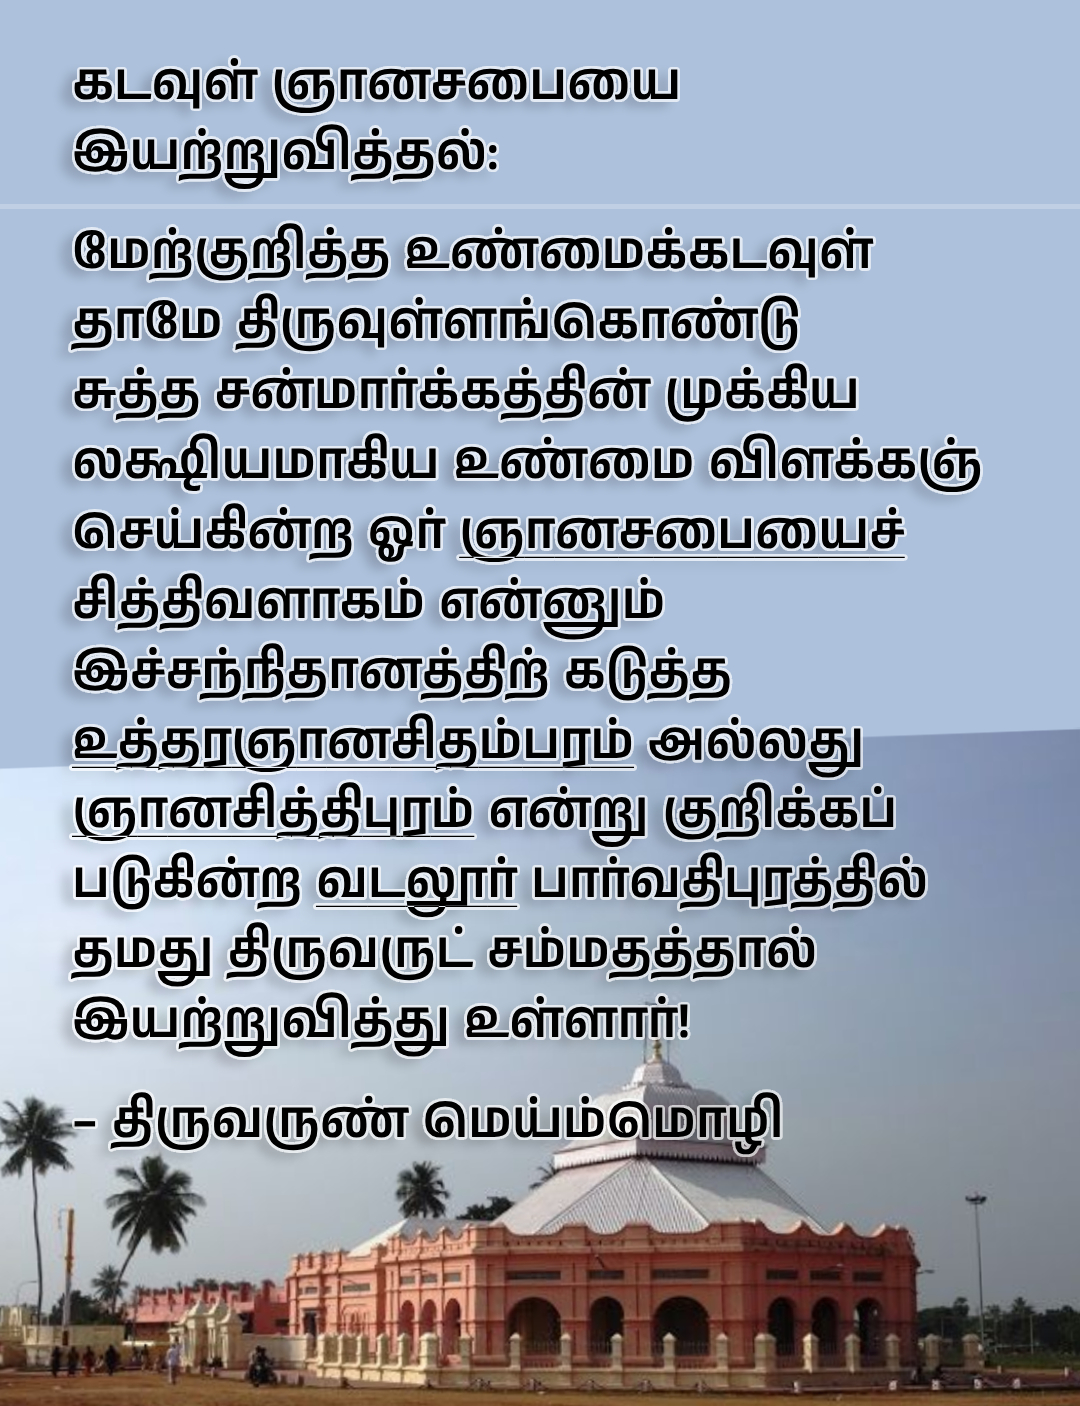 கடவுள் ஞானசபையை
இயற்றுவித்தல்:
மேற்குறித்த உண்மைக்கடவுள்
தாமே திருவுள்ளங்கொண்டு
சுத்த சன்மார்க்கத்தின் முக்கிய
லக்ஷியமாகிய உண்மை விளக்கஞ்
செய்கின்ற ஓர் ஞானசபையைச்
சித்திவளாகம் என்னும்
இச்சந்நிதானத்திற் கடுத்த
உத்தரஞானசிதம்பரம் அல்லது
ஞானசித்திபுரம் என்று குறிக்கப்
படுகின்ற வடலூர் பார்வதிபுரத்தில்
தமது திருவருட் சம்மதத்தால்
இயற்றுவித்து உள்ளார்!
– திருவருண் மெய்ம்மொழி